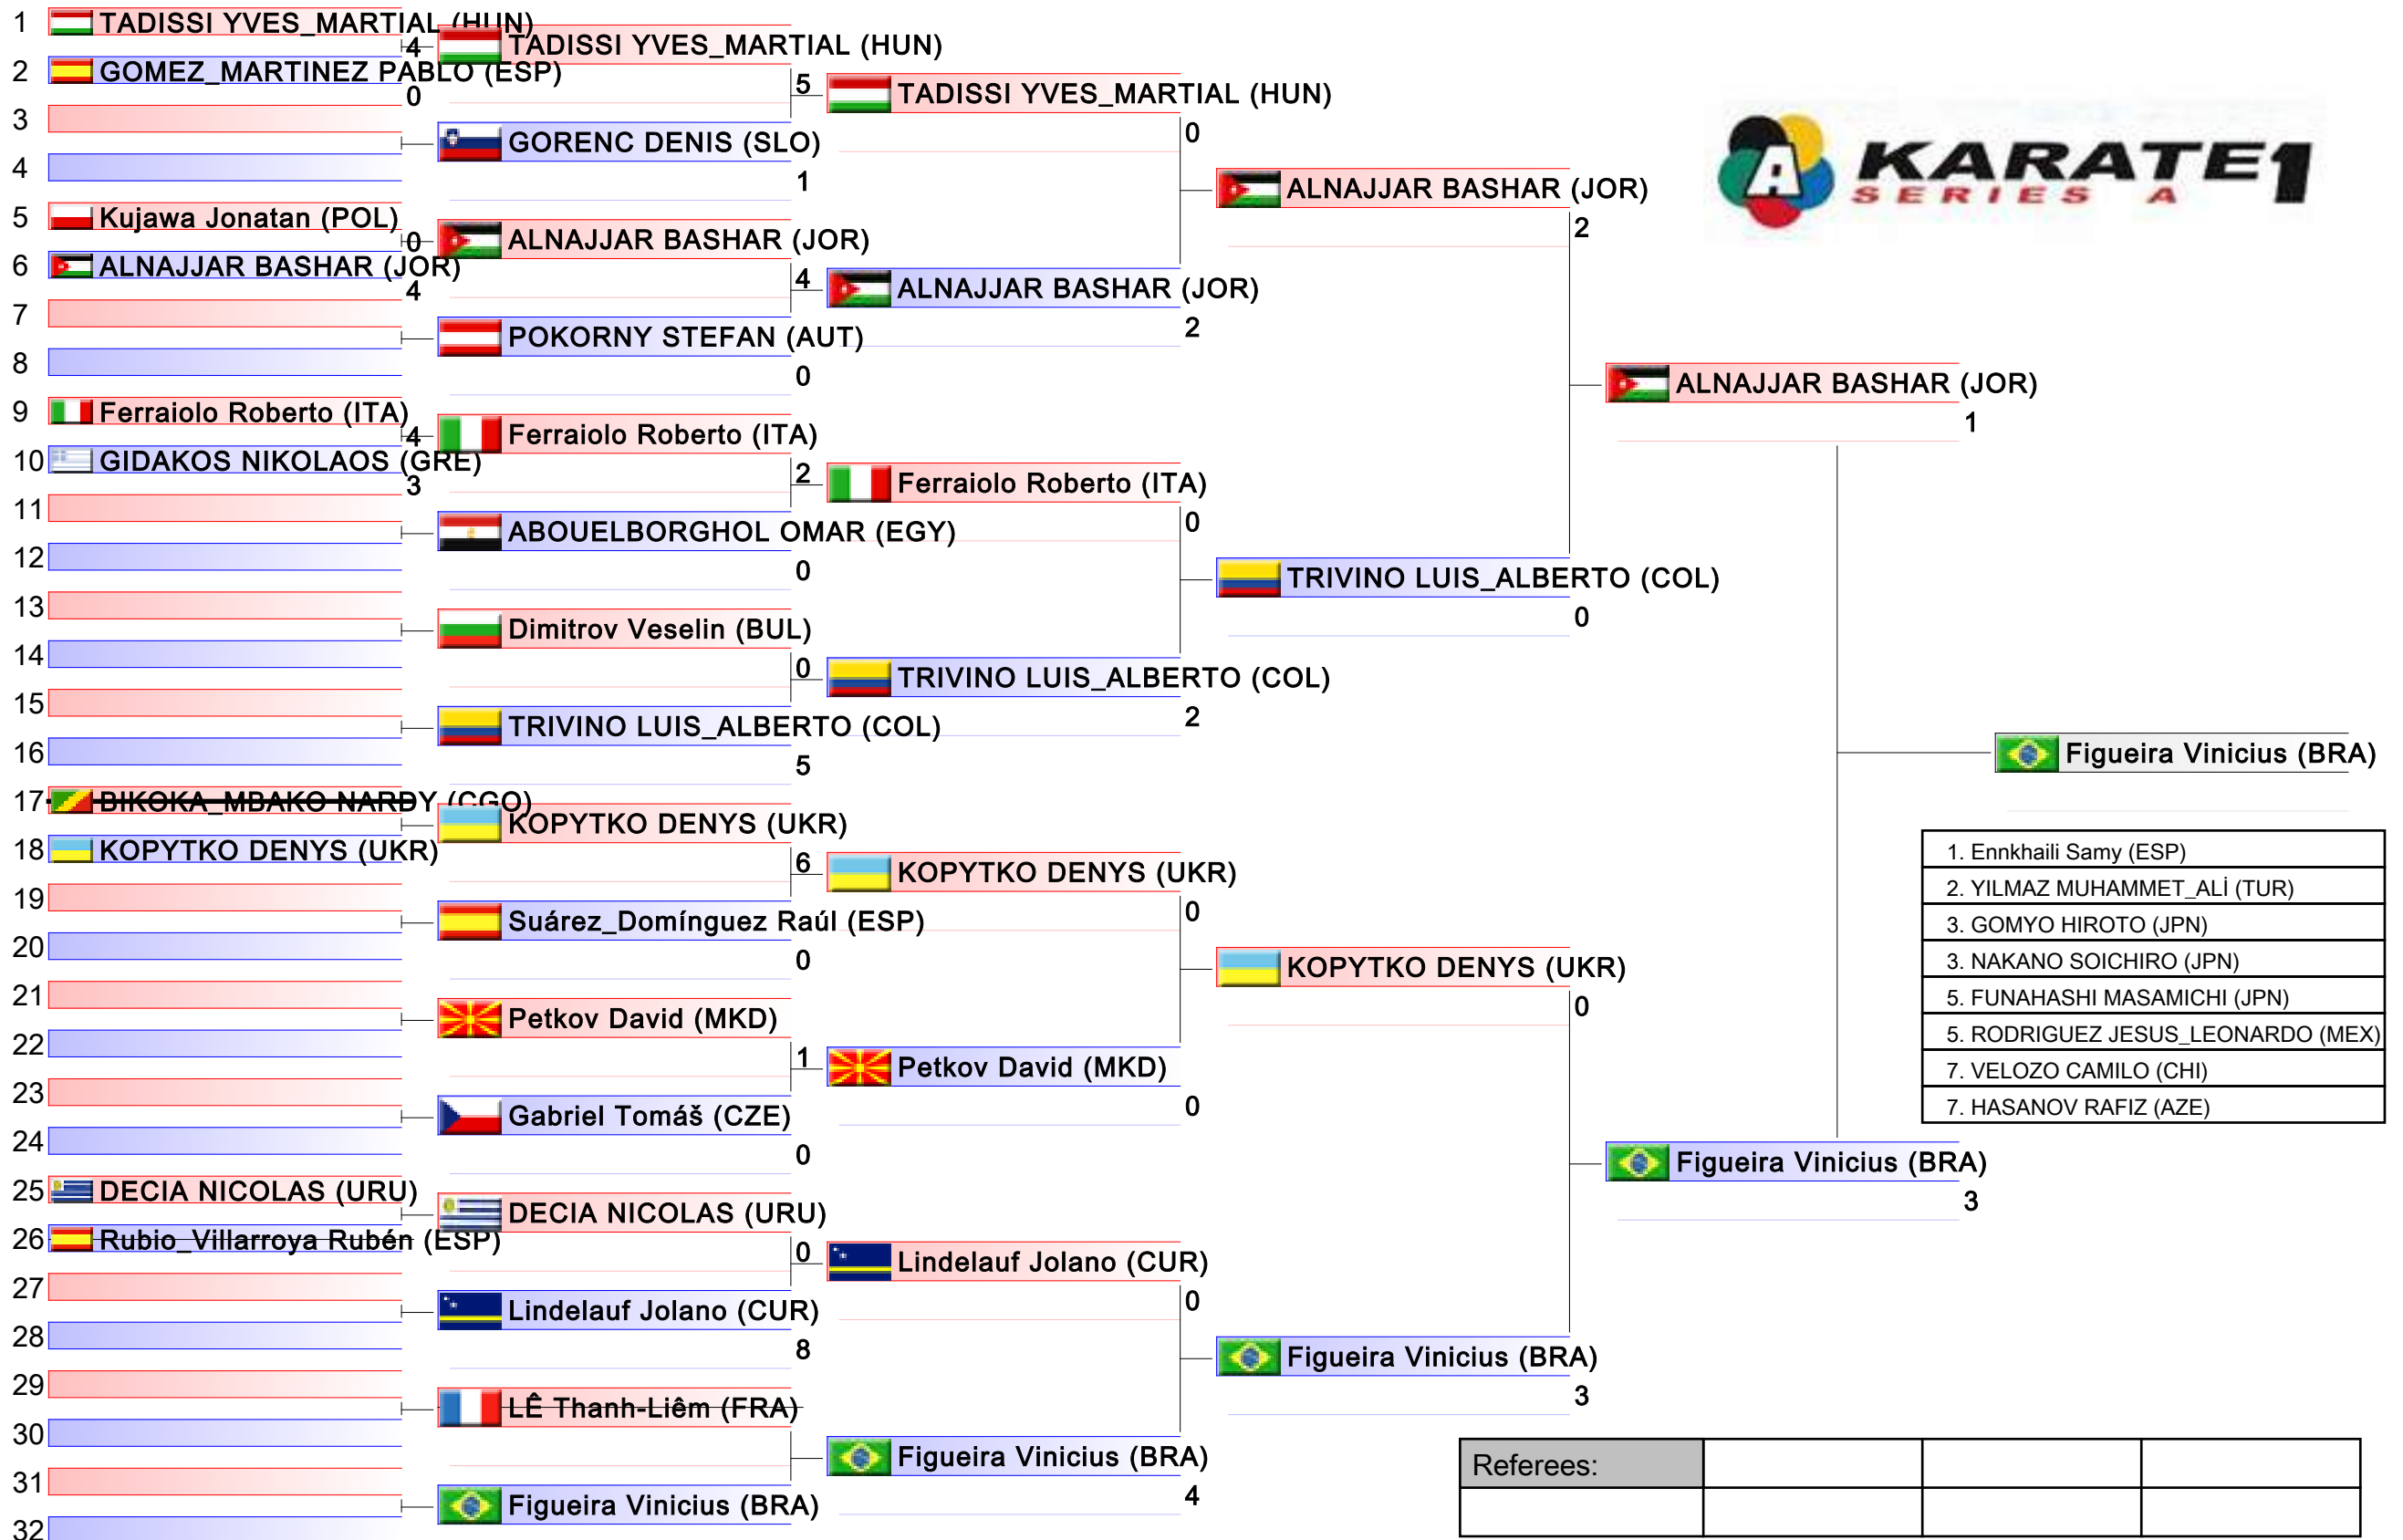 1 TADISSI YVES_MARTIAL (HUN)
4
TADISSI YVES_MARTIAL (HUN)
2 GOMEZ_MARTINEZ PABLO (ESP)
0
5
TADISSI YVES_MARTIAL (HUN)
3
0
GORENC DENIS (SLO)
4
1
KARATE1
SERIES A
A
ALNAJJAR BASHAR (JOR)
2
5 Kujawa Jonatan (POL)
0
ALNAJJAR BASHAR (JOR)
6 ALNAJJAR BASHAR (JOR)
4
4
ALNAJJAR BASHAR (JOR)
7
2
POKORNY STEFAN (AUT)
8
0
ALNAJJAR BASHAR (JOR)
1
9 Ferraiolo Roberto (ITA)
4
Ferraiolo Roberto (ITA)
10 GIDAKOS NIKOLAOS (GRE)
3
2
Ferraiolo Roberto (ITA)
11
0
ABOUELBORGHOL OMAR (EGY)
12
0
TRIVINO LUIS_ALBERTO (COL)
0
13
Dimitrov Veselin (BUL)
14
0
TRIVINO LUIS_ALBERTO (COL)
15
2
TRIVINO LUIS_ALBERTO (COL)
16
5
Figueira Vinicius (BRA)
17 BIKOKA_MBAKO NARDY (CGO)
KOPYTKO DENYS (UKR)
18 KOPYTKO DENYS (UKR)
6
KOPYTKO DENYS (UKR)
19
0
Suárez_Domínguez Raúl (ESP)
20
0
KOPYTKO DENYS (UKR)
0
1. Ennkhaili Samy (ESP)
2. YILMAZ MUHAMMET_ALİ (TUR)
3. GOMYO HIROTO (JPN)
3. NAKANO SOICHIRO (JPN)
5. FUNAHASHI MASAMICHI (JPN)
5. RODRIGUEZ JESUS_LEONARDO (MEX)
7. VELOZO CAMILO (CHI)
7. HASANOV RAFIZ (AZE)
21
Petkov David (MKD)
22
1
Petkov David (MKD)
23
0
Gabriel Tomáš (CZE)
24
0
Figueira Vinicius (BRA)
3
25 DECIA NICOLAS (URU)
DECIA NICOLAS (URU)
26 Rubio_Villarroya Rubén (ESP)
0
Lindelauf Jolano (CUR)
27
0
Lindelauf Jolano (CUR)
28
8
Figueira Vinicius (BRA)
3
29
LÊ Thanh-Liêm (FRA)
30
Figueira Vinicius (BRA)
4
31
Figueira Vinicius (BRA)
32
Referees: